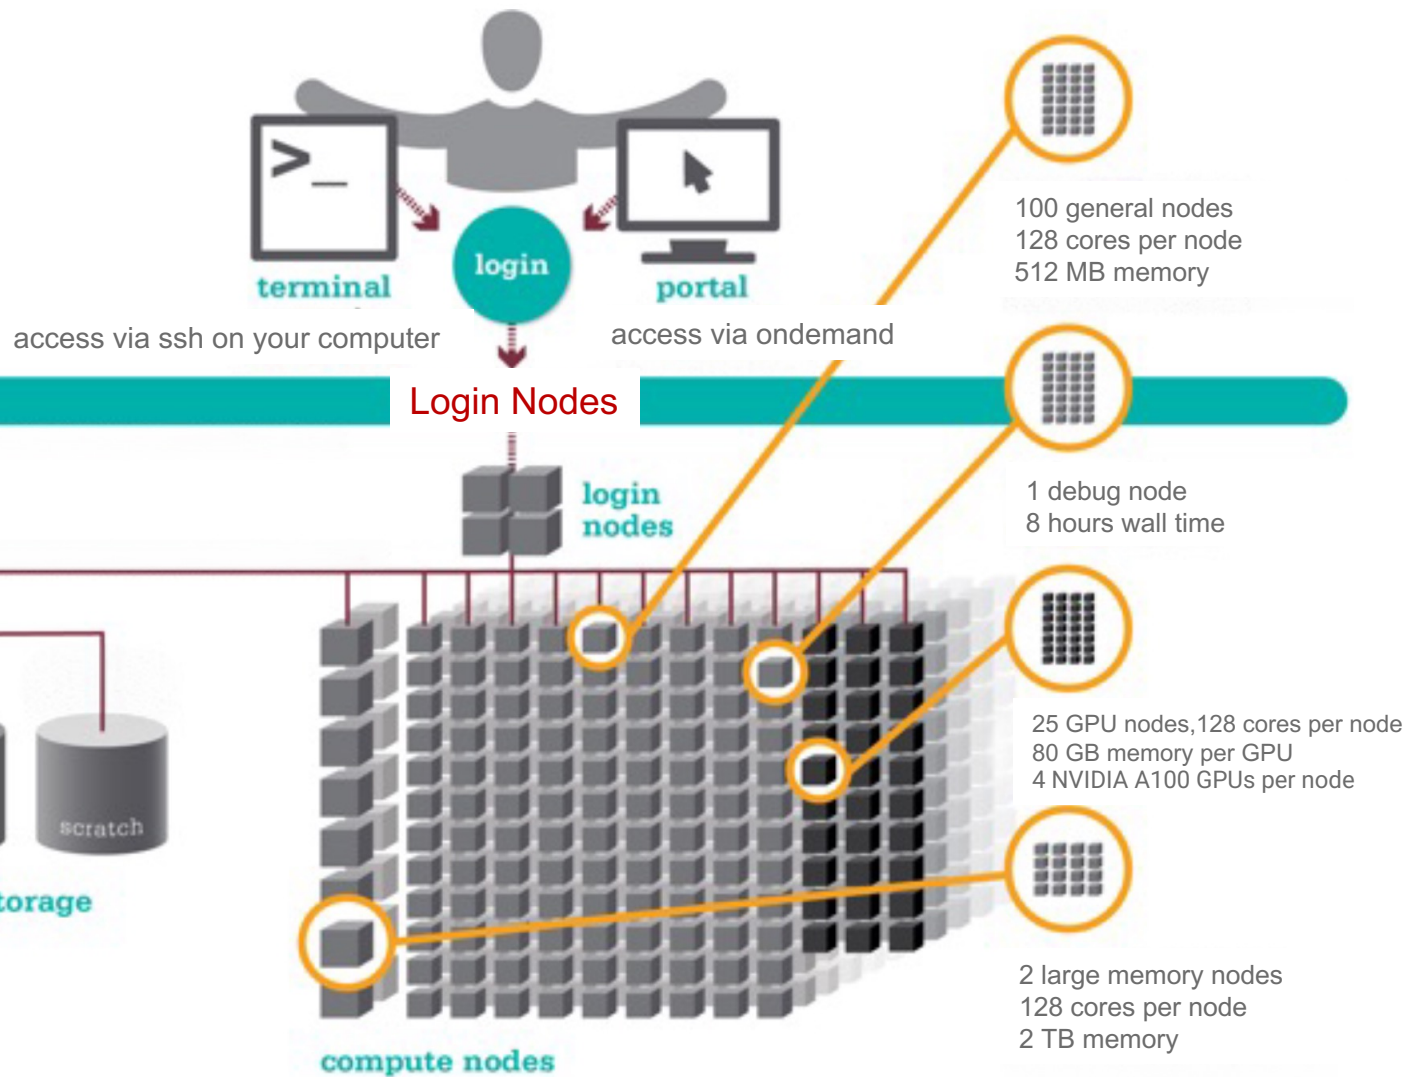 >_
login
terminal
portal
access via ssh on your computer
access via ondemand
Login Nodes
login
nodes
100 general nodes
128 cores per node
512 MB memory
1 debug node
8 hours wall time
25 GPU nodes,128 cores per node
80 GB memory per GPU
4 NVIDIA A100 GPUs per node
scratch
torage
2 large memory nodes
128 cores per node
2 TB memory
compute nodes